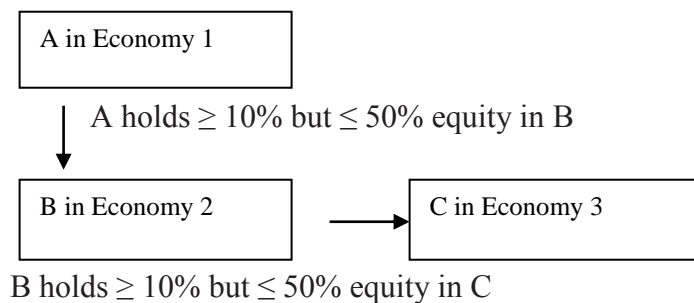 A in Economy 1
A holds ≥ 10% but ≤ 50% equity in B
B in Economy 2
C in Economy 3
B holds ≥ 10% but ≤ 50% equity in C